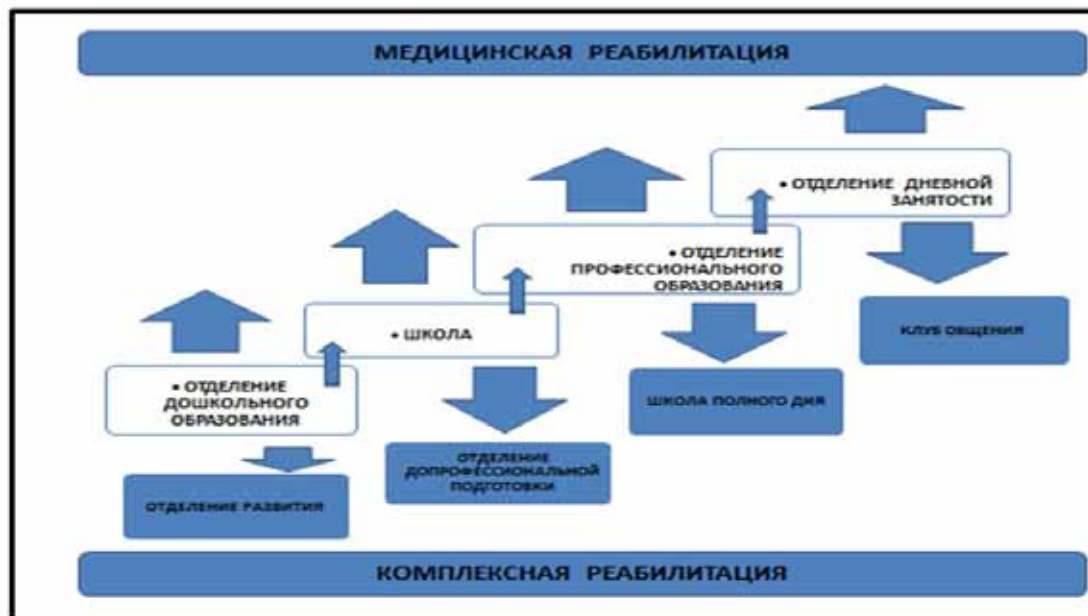 МЕДИЦИНСКАЯ РЕАБИЛИТАЦИЯ
• ОТДЕЛЕНИЕ ДНЕВНОЙ
ЗАНЯТОСТИ
• ОТДЕЛЕНИЕ
ПРОФЕССИОНАЛЬНОГО
ОБРАЗОВАНИЯ
• ШКОЛА
• ОТДЕЛЕНИЕ
ДОШКОЛЬНОГО
ОБРАЗОВАНИЯ
КЛУБ ОБЩЕНИЯ
ШКОЛА ПОЛНОГО ДНЯ
ОТДЕЛЕНИЕ
ДОПРОФЕССИОНАЛЬНОЙ
ПОДГОТОВКИ
ОТДЕЛЕНИЕ РАЗВИТИЯ
КОМПЛЕКСНАЯ РЕАБИЛИТАЦИЯ